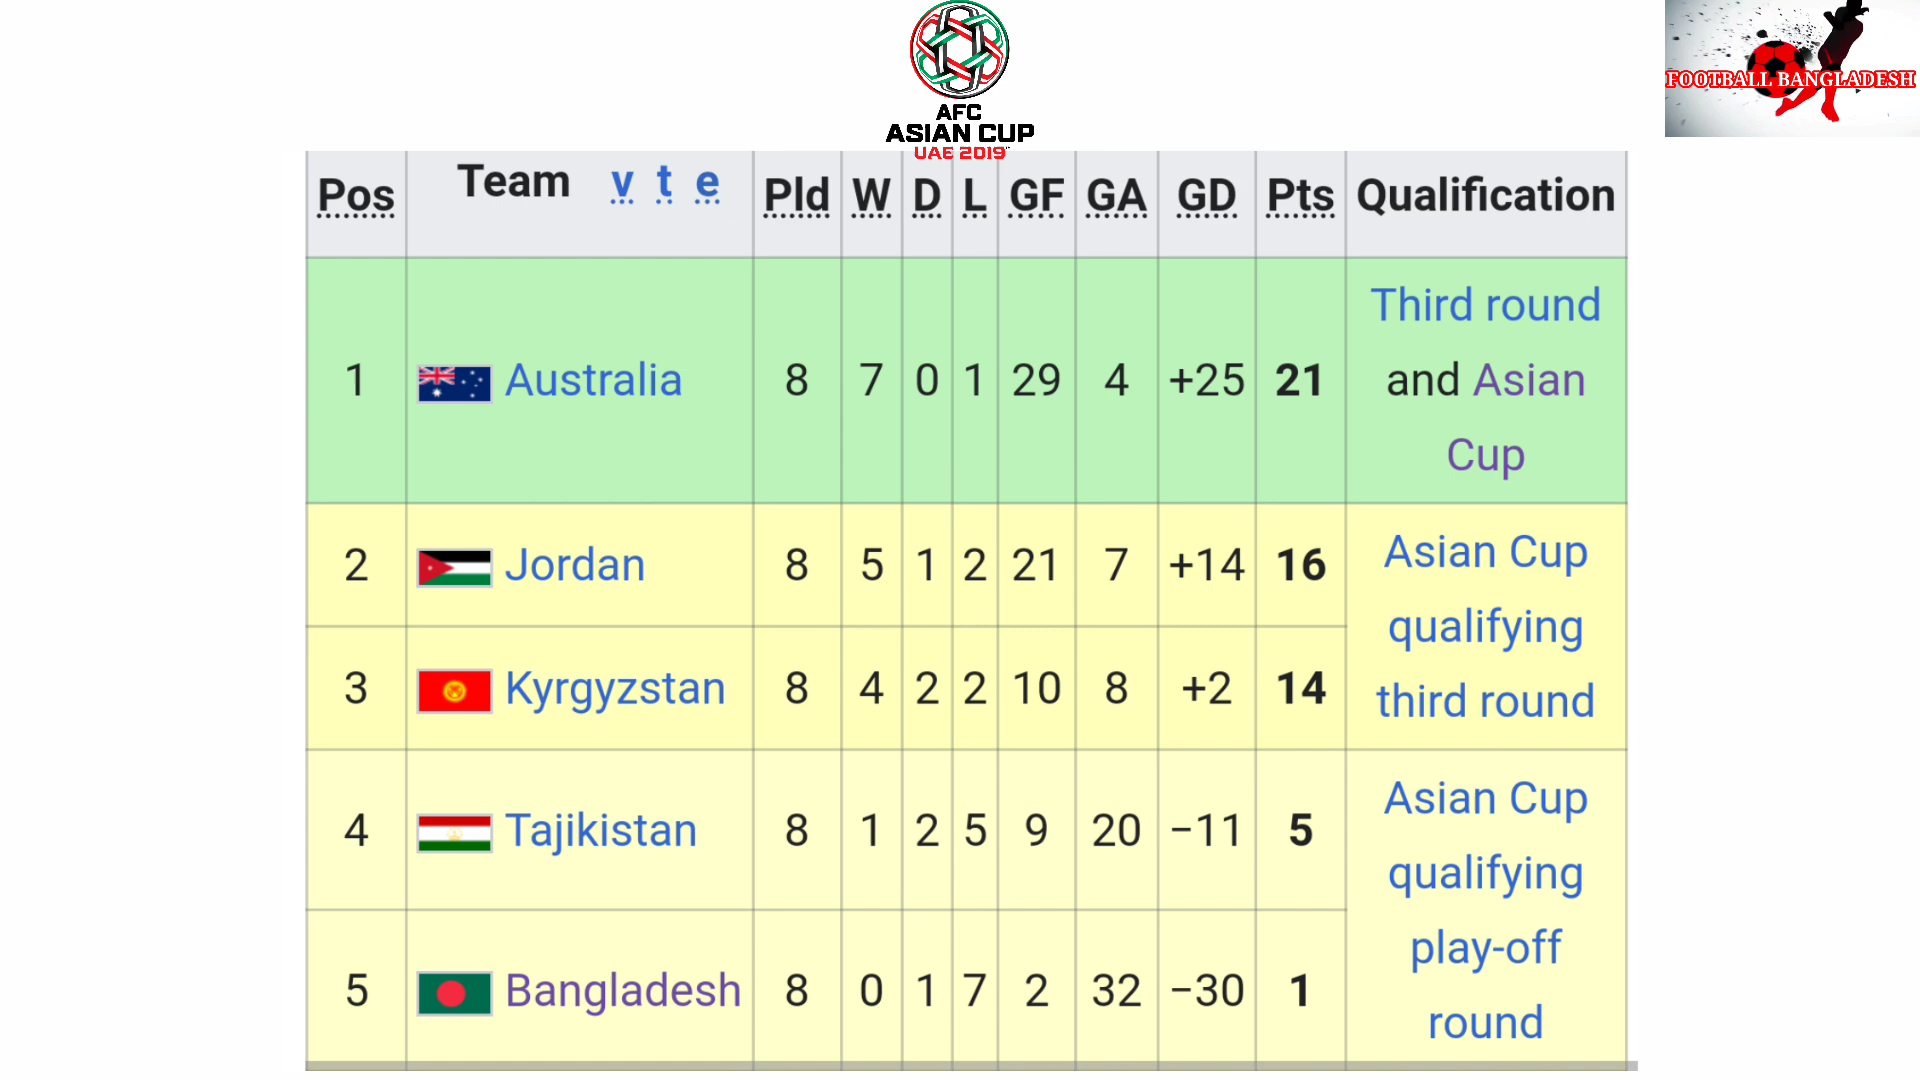 AFC
ASIAN CUP
UAE 2019
FOOTBALL BANGLADESH
Pos Team v t e Pld W D L GF GA GD Pts Qualification
1 Australia 8 7 0 1 29 4 +25 21 Third round
and Asian
Cup
2 Jordan 8 5 1 2 21 7 +14 16 Asian Cup
qualifying
third round
3 Kyrgyzstan 8 4 2 2 10 8 +2 14
4 Tajikistan 8 1 2 5 9 20 −11 5 Asian Cup
qualifying
play-off
round
5 Bangladesh 8 0 1 7 2 32 −30 1